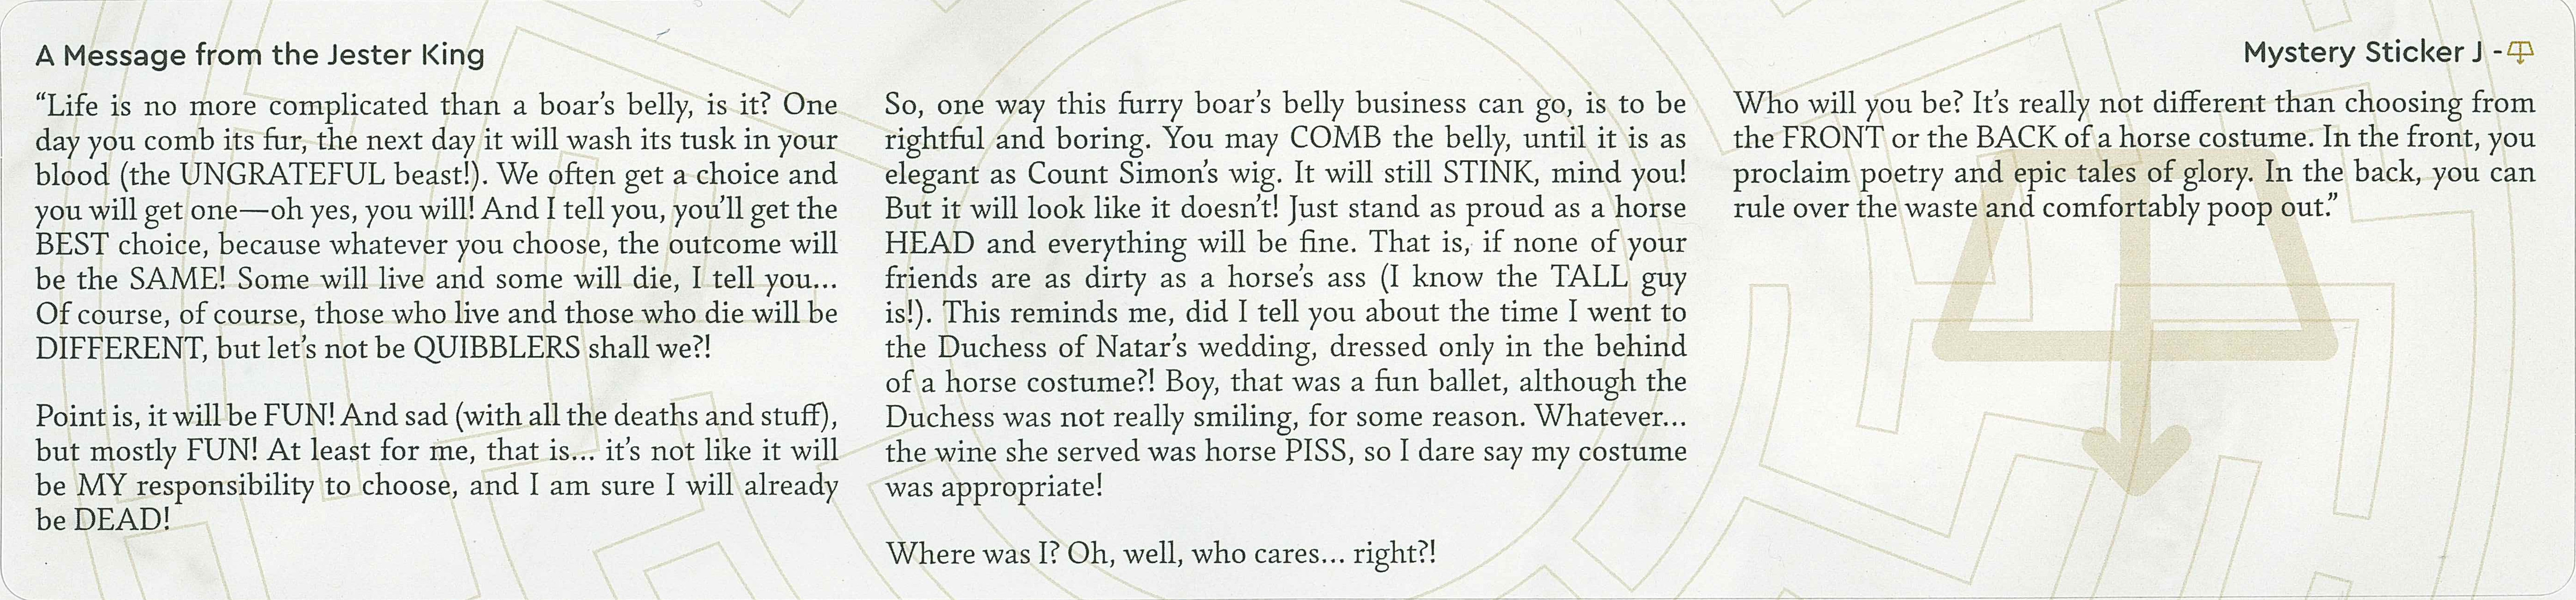 A Message from the Jester King
Mystery Sticker J -
“Life is no more complicated than a boar’s belly, is it? One
day you comb its fur, the next day it will wash its tusk in your
blood (the UNGRATEFUL beast!). We often get a choice and
you will get one—oh yes, you will! And I tell you, you’ll get the
BEST choice, because whatever you choose, the outcome will
be the SAME! Some will live and some will die, I tell you...
Of course, of course, those who live and those who die will be
DIFFERENT, but let’s not be QUIBBLERS shall we?!
Point is, it will be FUN! And sad (with all the deaths and stuff),
but mostly FUN! At least for me, that is... it’s not like it will
be MY responsibility to choose, and I am sure I will already
be DEAD!
So, one way this furry boar’s belly business can go, is to be
rightful and boring. You may COMB the belly, until it is as
elegant as Count Simon’s wig. It will still STINK, mind you!
But it will look like it doesn’t! Just stand as proud as a horse
HEAD and everything will be fine. That is, if none of your
friends are as dirty as a horse’s ass (I know the TALL guy
is!). This reminds me, did I tell you about the time I went to
the Duchess of Natar’s wedding, dressed only in the behind
of a horse costume?! Boy, that was a fun ballet, although the
Duchess was not really smiling, for some reason. Whatever...
the wine she served was horse PISS, so I dare say my costume
was appropriate!
Where was I? Oh, well, who cares... right?!
Who will you be? It’s really not different than choosing from
the FRONT or the BACK of a horse costume. In the front, you
proclaim poetry and epic tales of glory. In the back, you can
rule over the waste and comfortably poop out.”